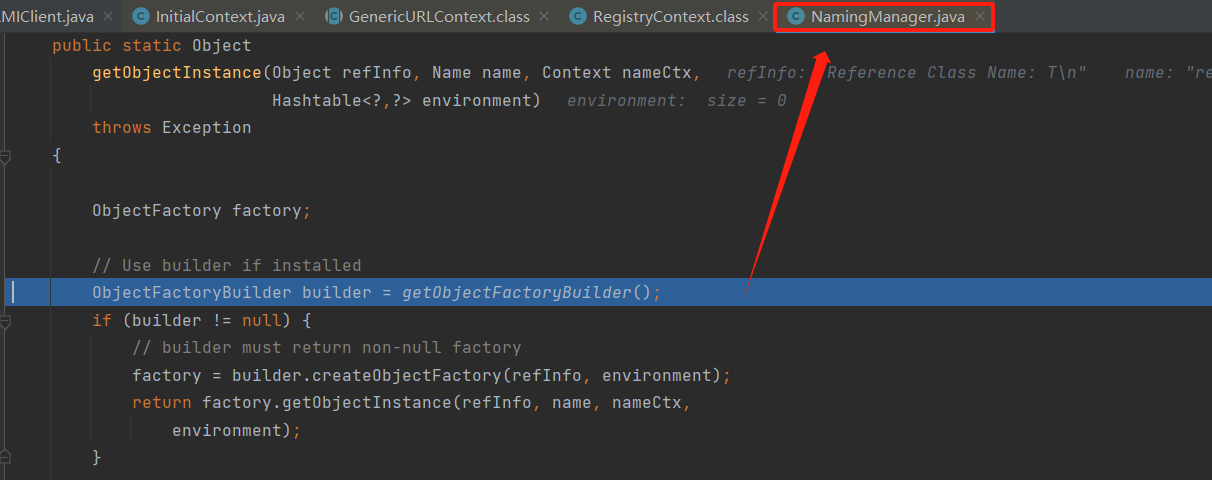 MIClient.java InitialContext.java GenericURLContext.class RegistryContext.class NamingManager.java
public static Object
getObjectInstance(Object refInfo, Name name, Context nameCtx, refInfo: "Reference Class Name: T\n" name: "re
Hashtable<?,?> environment) environment: size = 0
throws Exception
{
ObjectFactory factory;
// Use builder if installed
ObjectFactoryBuilder builder = getObjectFactoryBuilder();
if (builder != null) {
// builder must return non-null factory
factory = builder.createObjectFactory(refInfo, environment);
return factory.getObjectInstance(refInfo, name, nameCtx,
environment);
}